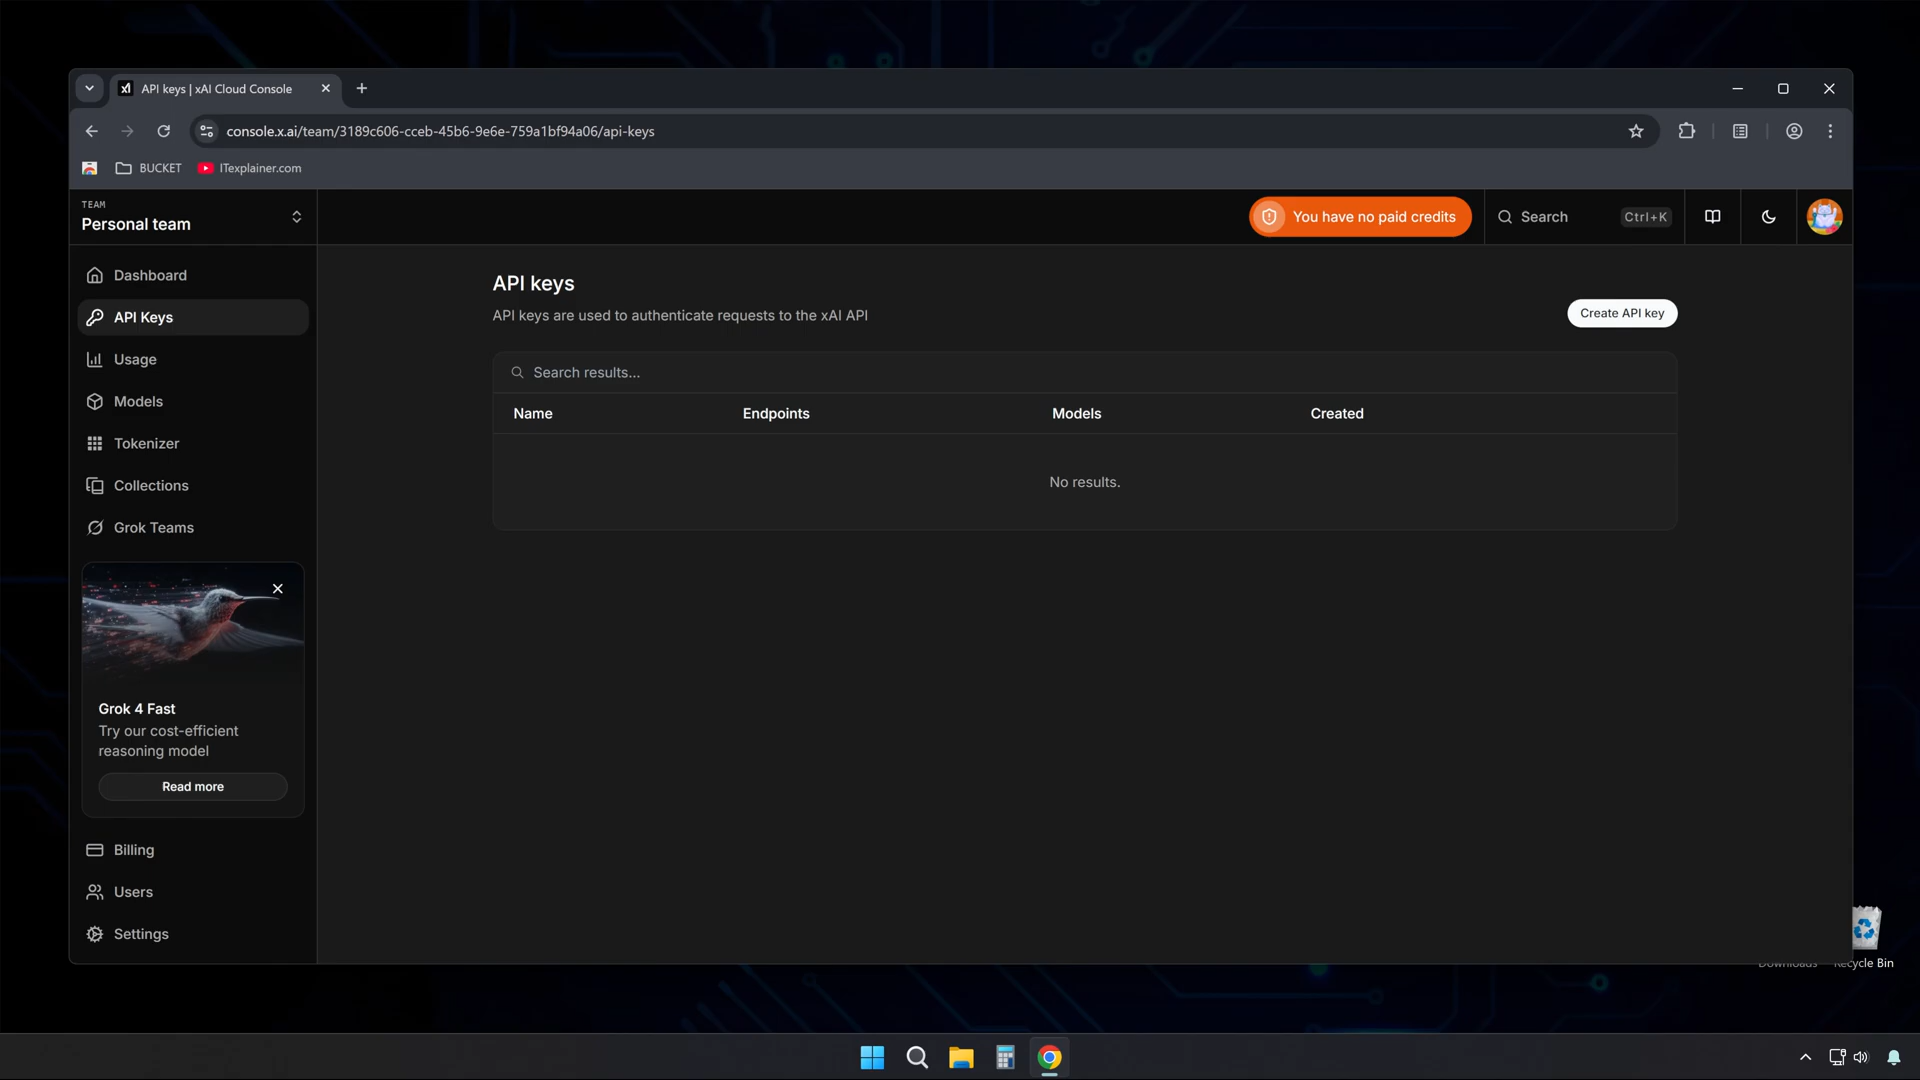 API keys | xAI Cloud Console
console.x.ai/team/3189c606-cceb-45b6-9e6e-759a1bf94a06/api-keys
BUCKET
ITexplainer.com
TEAM
Personal team
You have no paid credits
Search
Ctrl+K
Dashboard
API Keys
Usage
Models
Tokenizer
Collections
Grok Teams
Grok 4 Fast
Try our cost-efficient
reasoning model
Read more
Billing
Users
Settings
API keys
API keys are used to authenticate requests to the xAI API
Create API key
Search results...
Name Endpoints Models Created
No results.
Downloads
Recycle Bin